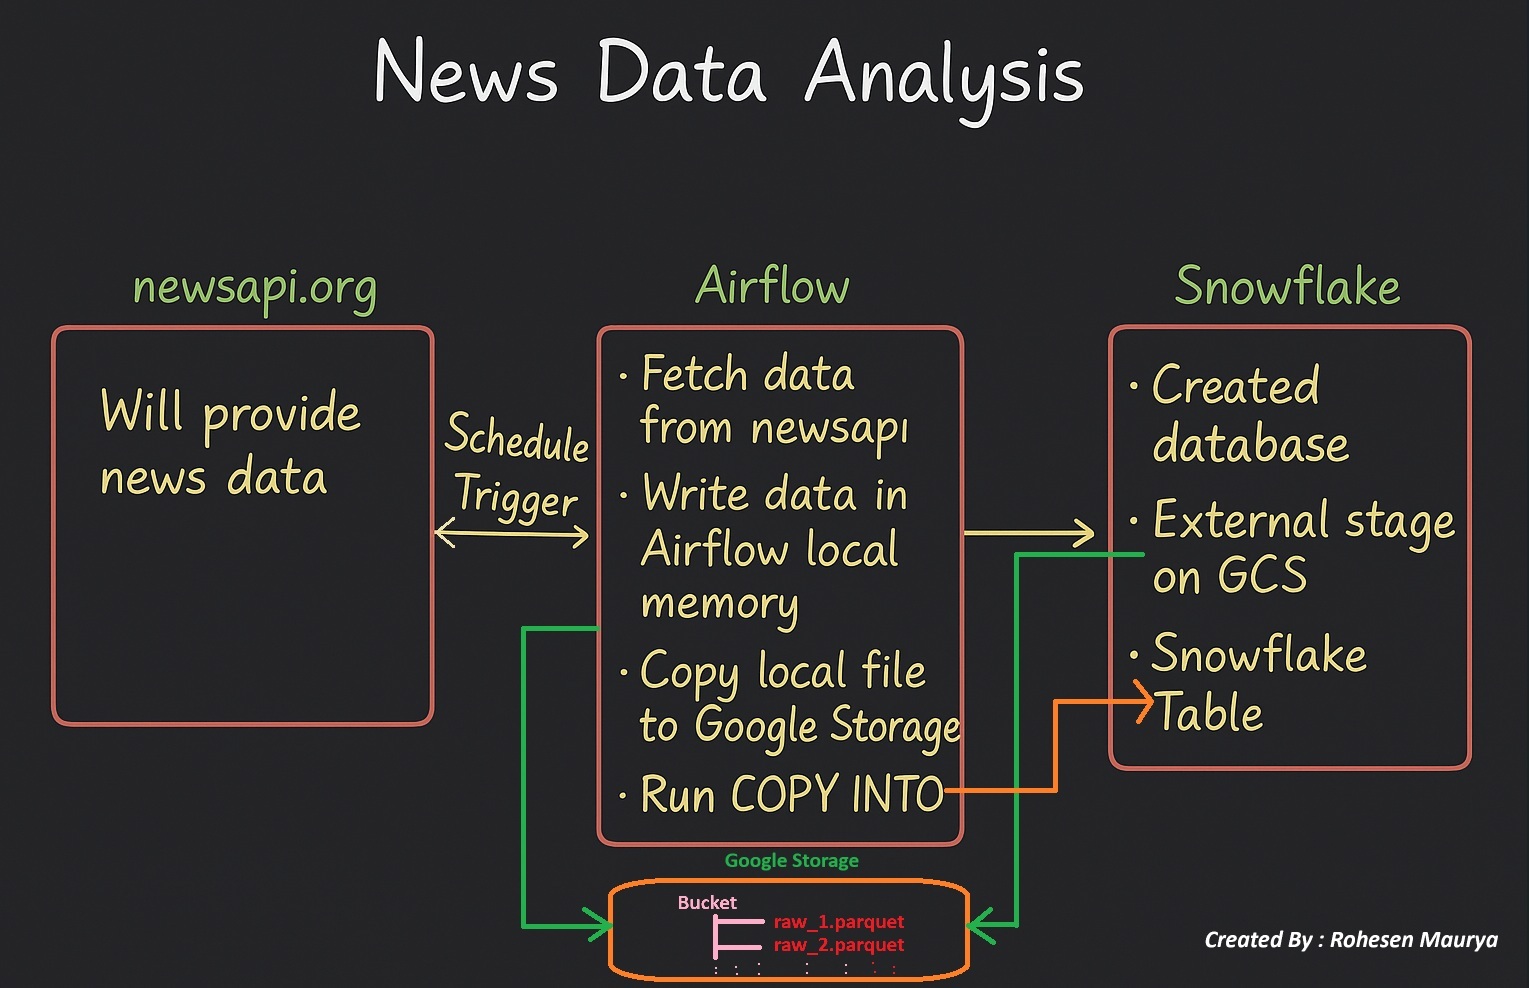 News Data Analysis
newsapi.org
Will provide
news data
Schedule
Trigger
Airflow
· Fetch data
from newsapı
· Write data in
Airflow local
memory
· Copy local file
to Google Storage
· Run COPY INTO
Snowflake
· Created
database
· External stage
on GCS
· Snowflake
Table
Google Storage
Bucket
raw_1.parquet
raw_2.parquet
Created By : Rohesen Maurya